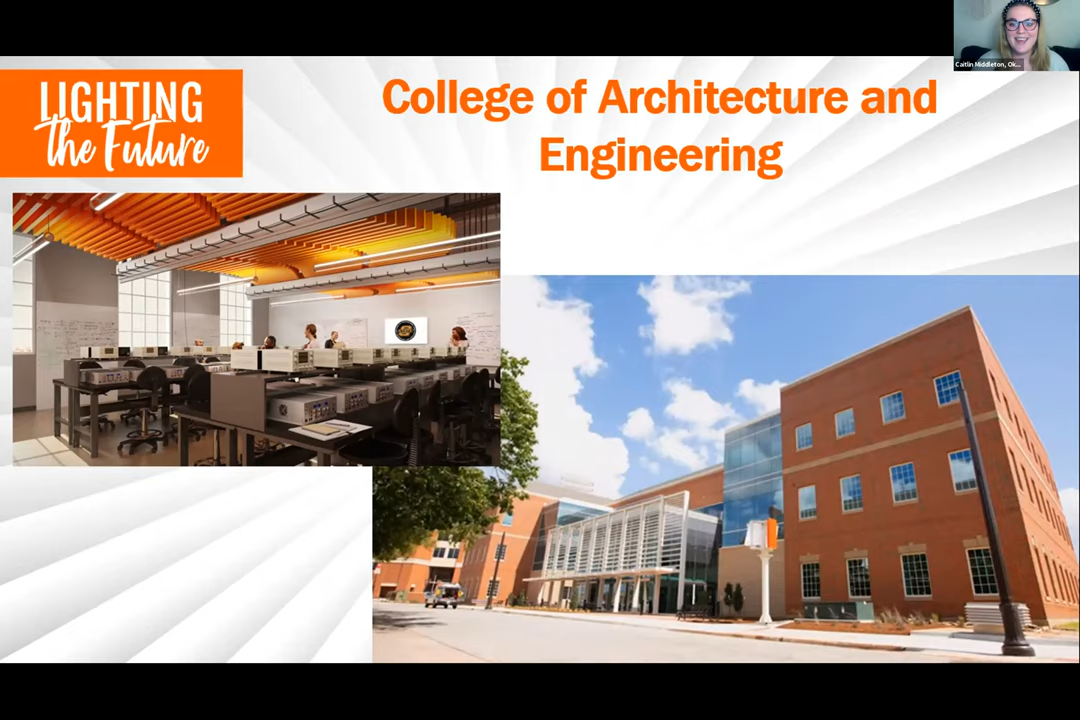 Caitlin Middleton, Ok...
LIGHTING
the Future
College of Architecture and
Engineering